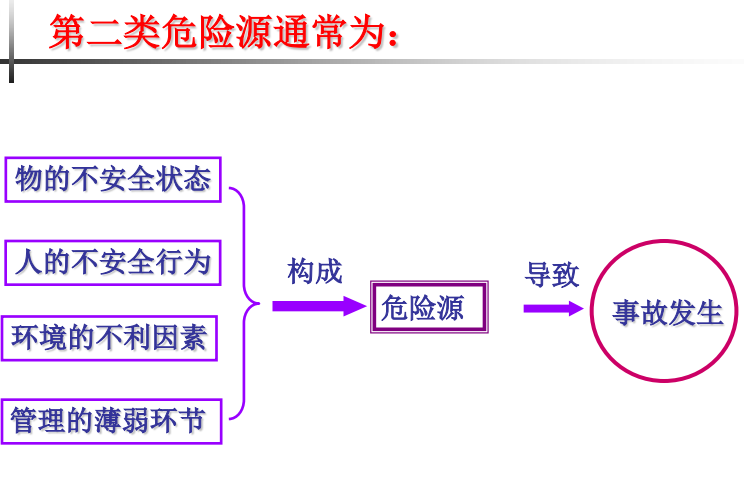 第二类危险源通常为：
物的不安全状态
人的不安全行为
环境的不利因素
管理的薄弱环节
构成
危险源
导致
事故发生